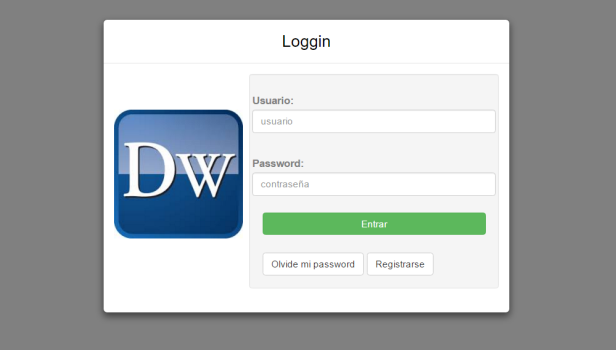 Loggin
Dw
Usuario:
usuario
Password:
contraseña
Entrar
Olvide mi password Registrarse